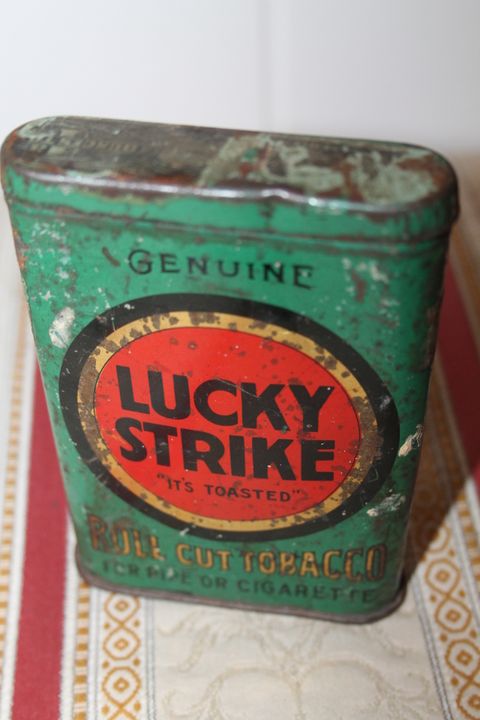 GENUINE
LUCKY
STRIKE
"IT'S TOASTED"
ROLL CUT TOBACCO
FOR PIPE OR CIGARETTE